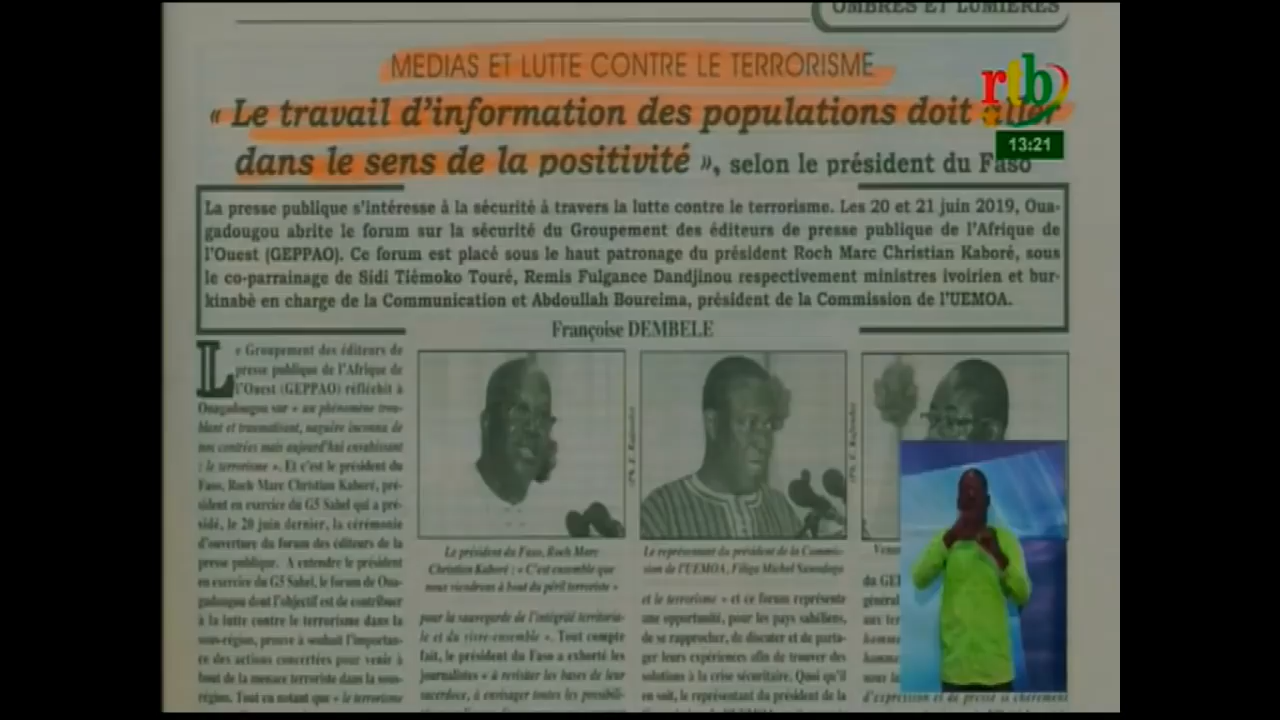 OMBRES ET LUMIERES
MEDIAS ET LUTTE CONTRE LE TERRORISME
rtb
« Le travail d'information des populations doit aller
13:21
dans le sens de la positivité », selon le président du Faso
La presse publique s'intéresse à la sécurité à travers la lutte contre le terrorisme. Les 20 et 21 juin 2019, Oua-
gadougou abrite le forum sur la sécurité du Groupement des éditeurs de presse publique de l'Afrique de
l'Ouest (GEPPAO). Ce forum est placé sous le haut patronage du président Roch Marc Christian Kaboré, sous
le co-parrainage de Sidi Tiémoko Touré, Remis Fulgance Dandjinou respectivement ministres ivoirien et bur-
kinabè en charge de la Communication et Abdoullah Boureima, président de la Commission de l'UEMOA.
Françoise DEMBELE
Le Groupement des éditeurs de
presse publique de l'Afrique de
l'Ouest (GEPPAO) réfléchit à
Ouagadougou sur « un phénomène trou-
blant et traumatisant, naguère inconnu de
nos contrées mais aujourd'hui envahissant
: le terrorisme ». Et c'est le président du
Faso, Roch Marc Christian Kaboré, pré-
sident en exercice du G5 Sahel qui a pré-
sidé, le 20 juin dernier, la cérémonie
d'ouverture du forum des éditeurs de la
presse publique. A entendre le président
en exercice du G5 Sahel, le forum de Oua-
gadougou dont l'objectif est de contribuer
à la lutte contre le terrorisme dans la
sous-région, prouve à souhait l'importan-
ce des actions concertées pour venir à
bout de la menace terroriste dans la sous-
région. Tout en notant que « le terrorisme
Le président du Faso, Roch Marc
Christian Kaboré : « C'est ensemble que
nous viendrons à bout du péril terroriste »
pour la sauvegarde de l'intégrité territoria-
le et du vivre-ensemble ». Tout compte
fait, le président du Faso a exhorté les
journalistes « à revisiter les bases de leur
sacerdoce, à envisager toutes les possibili-
Le représentant du président de la Commis-
sion de l'UEMOA, Filiga Michel Sawadogo
et le terrorisme » et ce forum représente
une opportunité, pour les pays sahéliens,
de se rapprocher, de discuter et de parta-
ger leurs expériences afin de trouver des
solutions à la crise sécuritaire. Quoi qu'il
en soit, le représentant du président de la
du GEI
général
aux ter
homme
homme
nous la
d'expression et de presse si chèrement